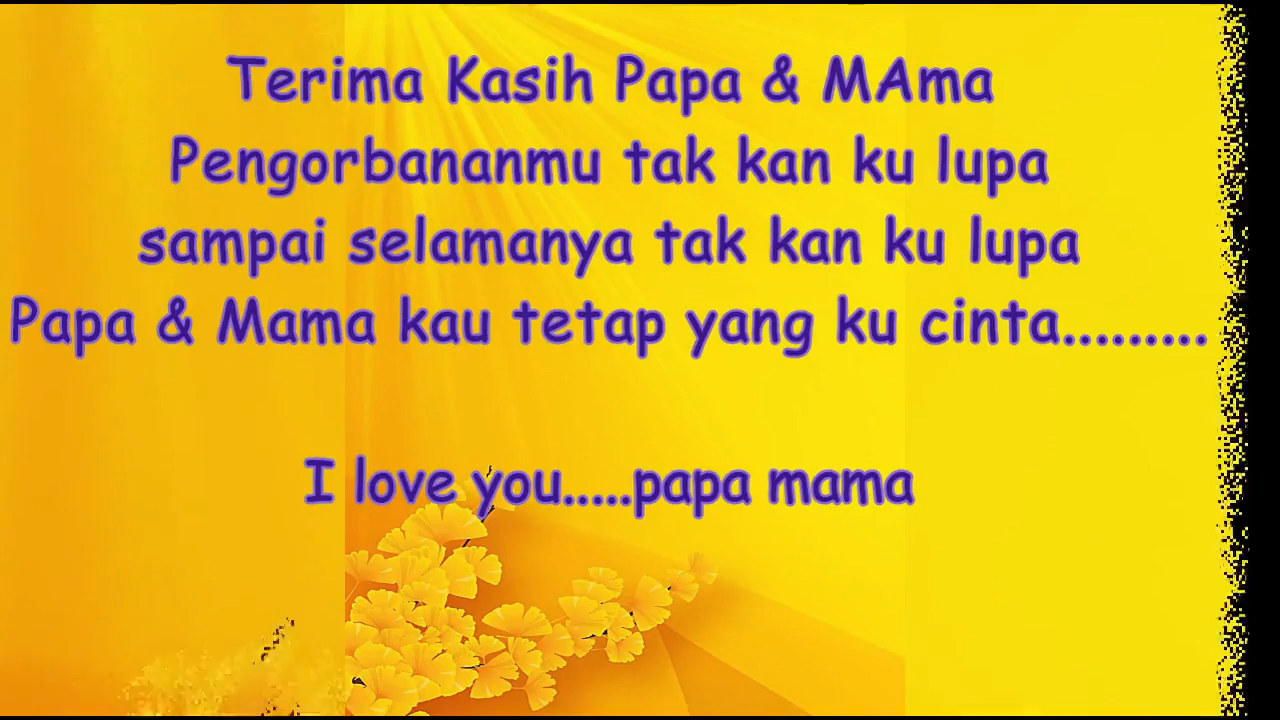 Terima Kasih Papa & MAma
Pengorbananmu tak kan ku lupa
sampai selamanya tak kan ku lupa
Papa & Mama kau tetap yang ku cinta.........
I love you.....papa mama